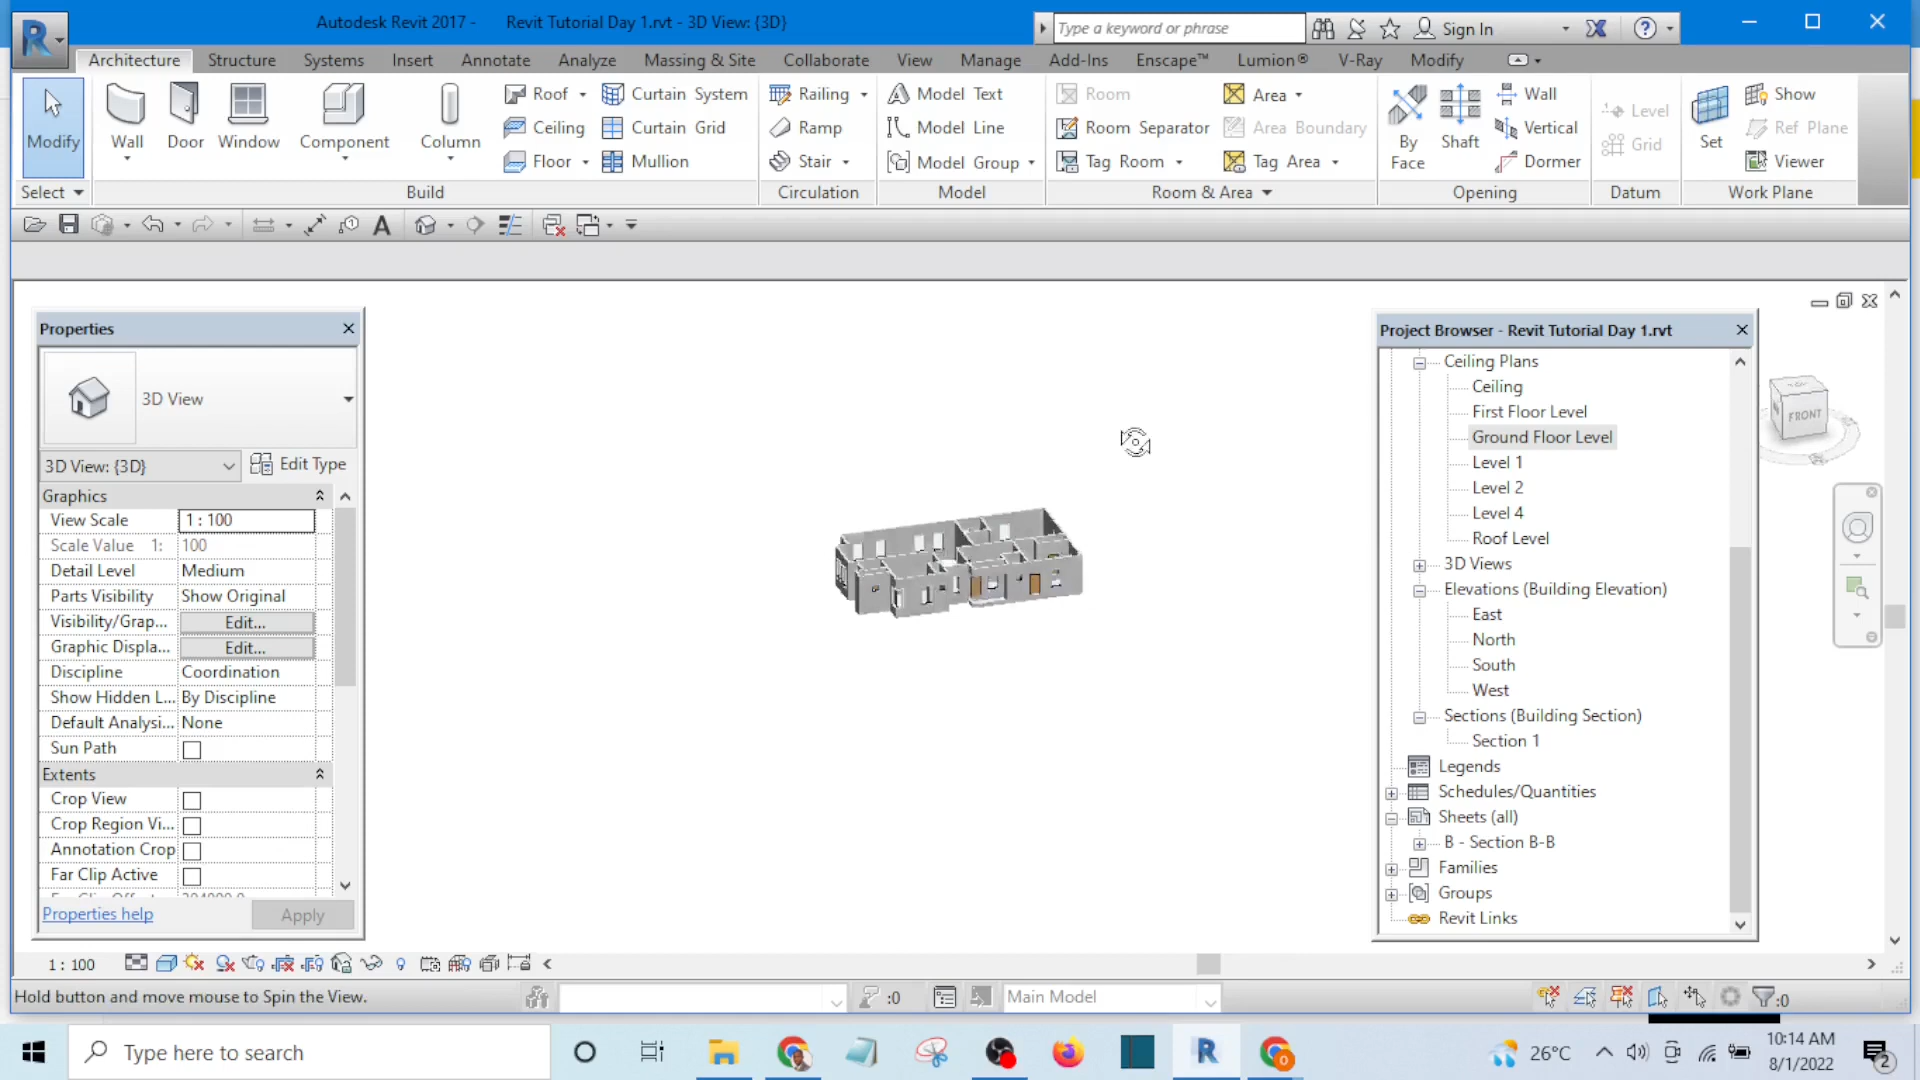 Autodesk Revit 2017 - Revit Tutorial Day 1.rvt - 3D View: {3D}
Type a keyword or phrase
Sign In
Architecture Structure Systems Insert Annotate Analyze Massing & Site Collaborate View Manage Add-Ins Enscape™ Lumion® V-Ray Modify
Modify Wall Door Window Component Column
Roof Ceiling Floor
Curtain System Curtain Grid Mullion
Railing Ramp Stair
Model Text Model Line Model Group
Room Room Separator Tag Room
Area Area Boundary Tag Area
By Face Shaft
Wall Vertical Dormer
Level Grid
Set
Show Ref Plane Viewer
Select Build Circulation Model Room & Area Opening Datum Work Plane
Properties
3D View
3D View: {3D} Edit Type
Graphics
View Scale 1 : 100
Scale Value 1: 100
Detail Level Medium
Parts Visibility Show Original
Visibility/Grap... Edit...
Graphic Displa... Edit...
Discipline Coordination
Show Hidden L... By Discipline
Default Analysi... None
Sun Path
Extents
Crop View
Crop Region Vi...
Annotation Crop
Far Clip Active
Properties help Apply
Project Browser - Revit Tutorial Day 1.rvt
Ceiling Plans
Ceiling
First Floor Level
Ground Floor Level
Level 1
Level 2
Level 4
Roof Level
3D Views
Elevations (Building Elevation)
East
North
South
West
Sections (Building Section)
Section 1
Legends
Schedules/Quantities
Sheets (all)
B - Section B-B
Families
Groups
Revit Links
FRONT
1 : 100
Hold button and move mouse to Spin the View.
:0
Main Model
:0
Type here to search
26°C
10:14 AM
8/1/2022
2